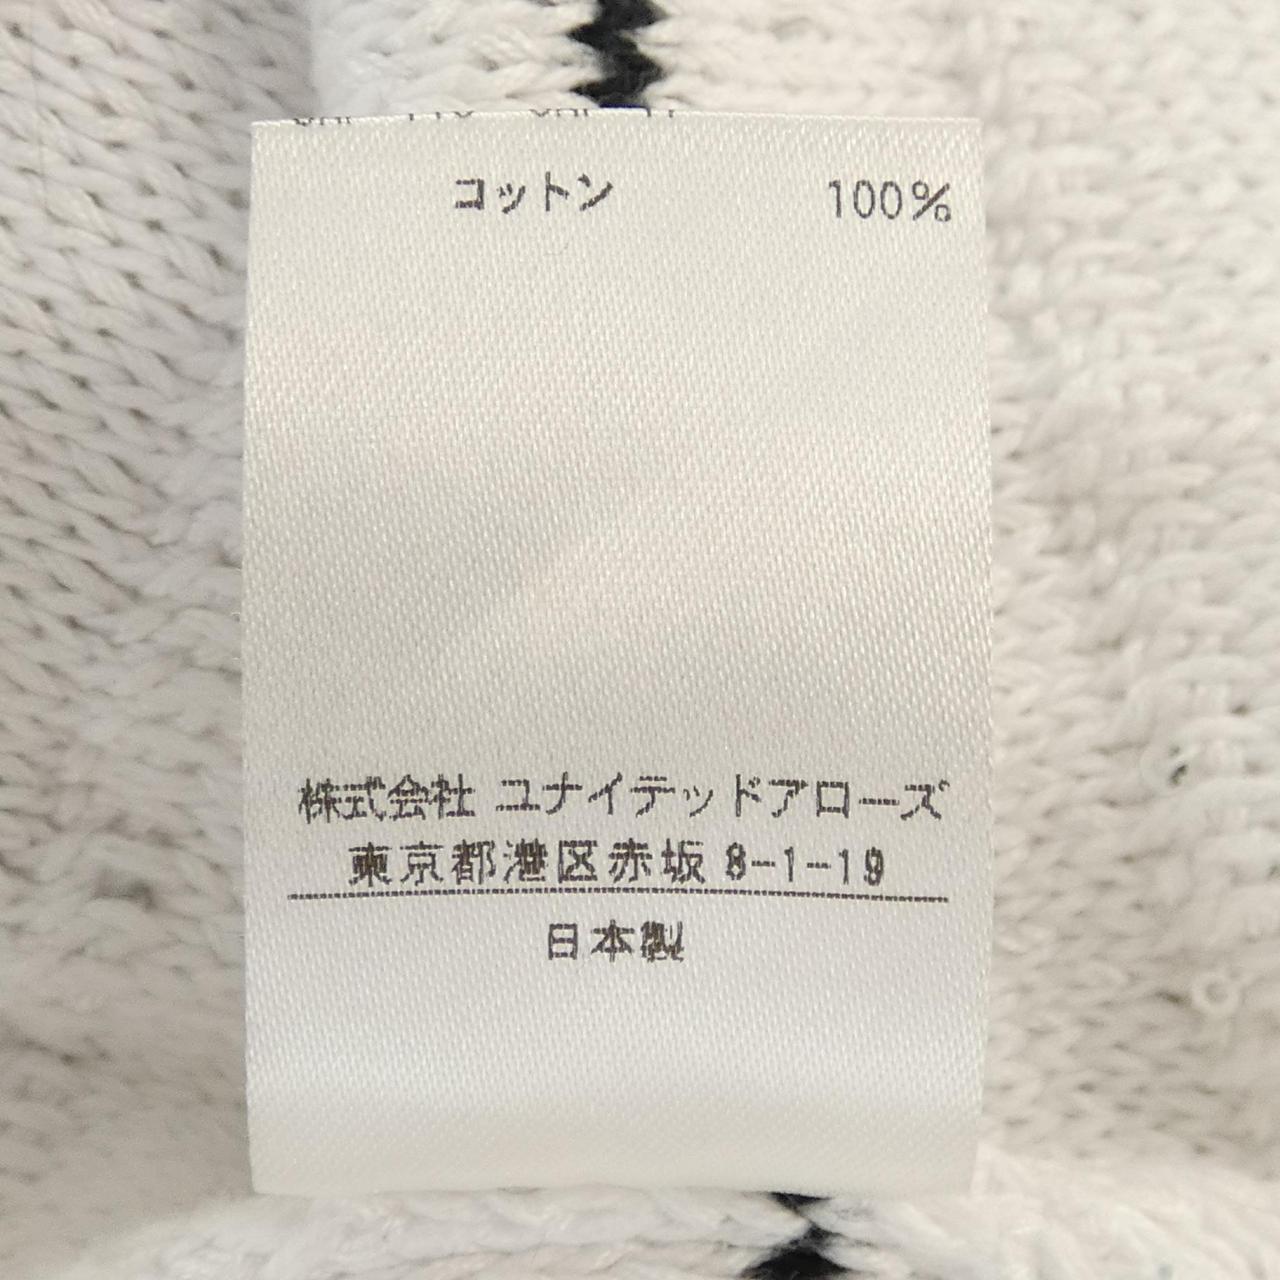 コットン 100%
株式会社 ユナイテッドアローズ
東京都港区赤坂 8-1-19
日本製